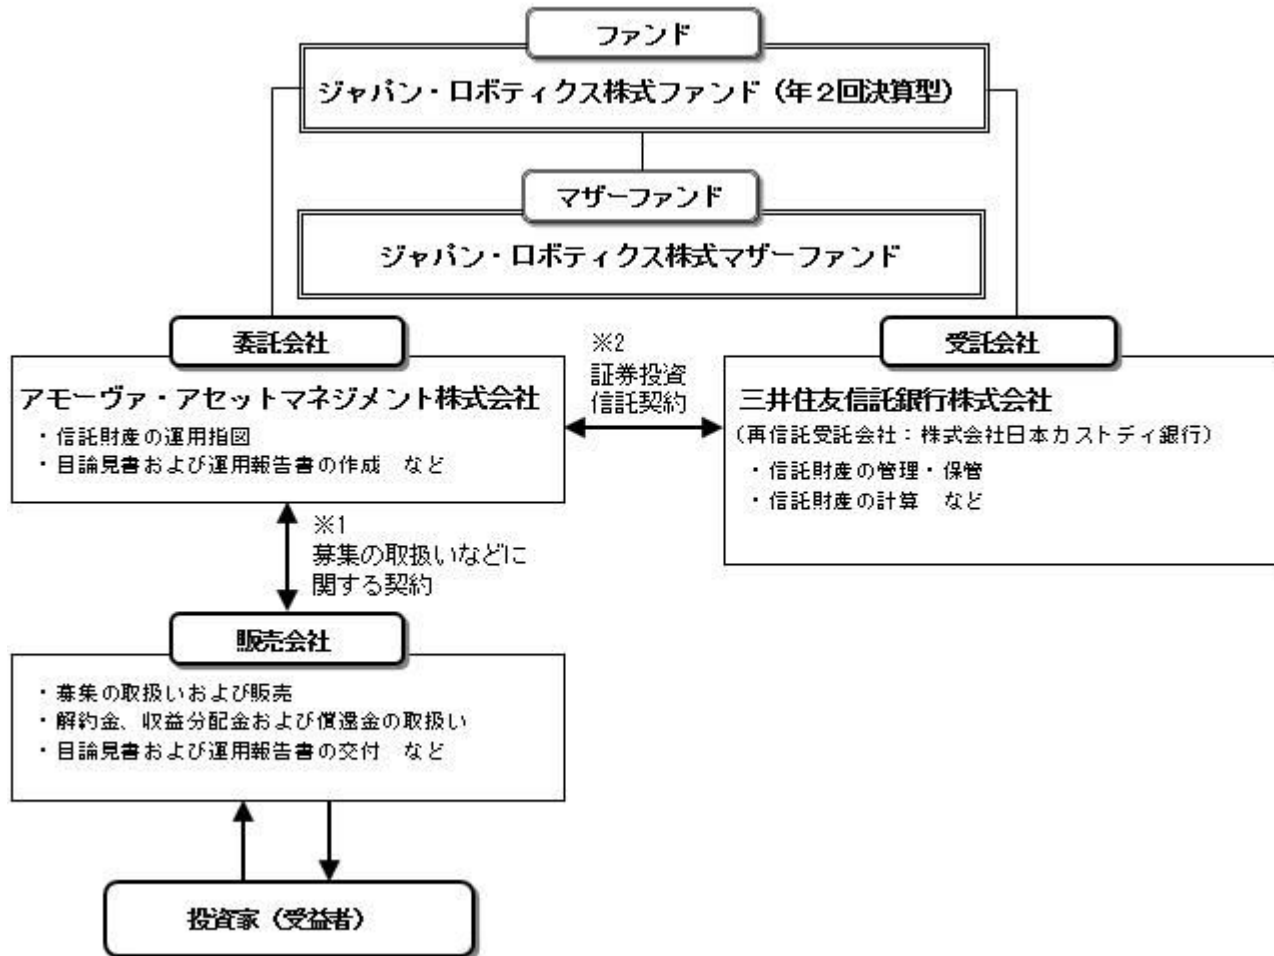 ファンド
ジャパン・ロボティクス株式ファンド（年２回決算型）
マザーファンド
ジャパン・ロボティクス株式マザーファンド
委託会社
アモーヴァ・アセットマネジメント株式会社
・信託財産の運用指図
・目論見書および運用報告書の作成　など
※2
証券投資
信託契約
受託会社
三井住友信託銀行株式会社
（再信託受託会社：株式会社日本カストディ銀行）
・信託財産の管理・保管
・信託財産の計算　など
※1
募集の取扱いなどに
関する契約
販売会社
・募集の取扱いおよび販売
・解約金、収益分配金および償還金の取扱い
・目論見書および運用報告書の交付　など
投資家（受益者）